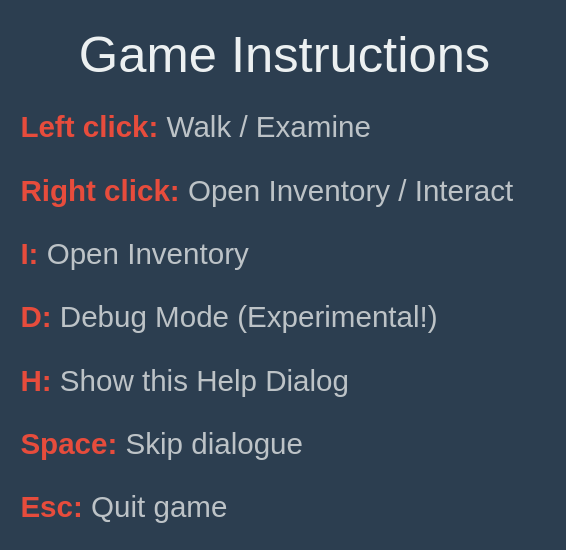 Game Instructions
Left click: Walk / Examine
Right click: Open Inventory / Interact
I: Open Inventory
D: Debug Mode (Experimental!)
H: Show this Help Dialog
Space: Skip dialogue
Esc: Quit game